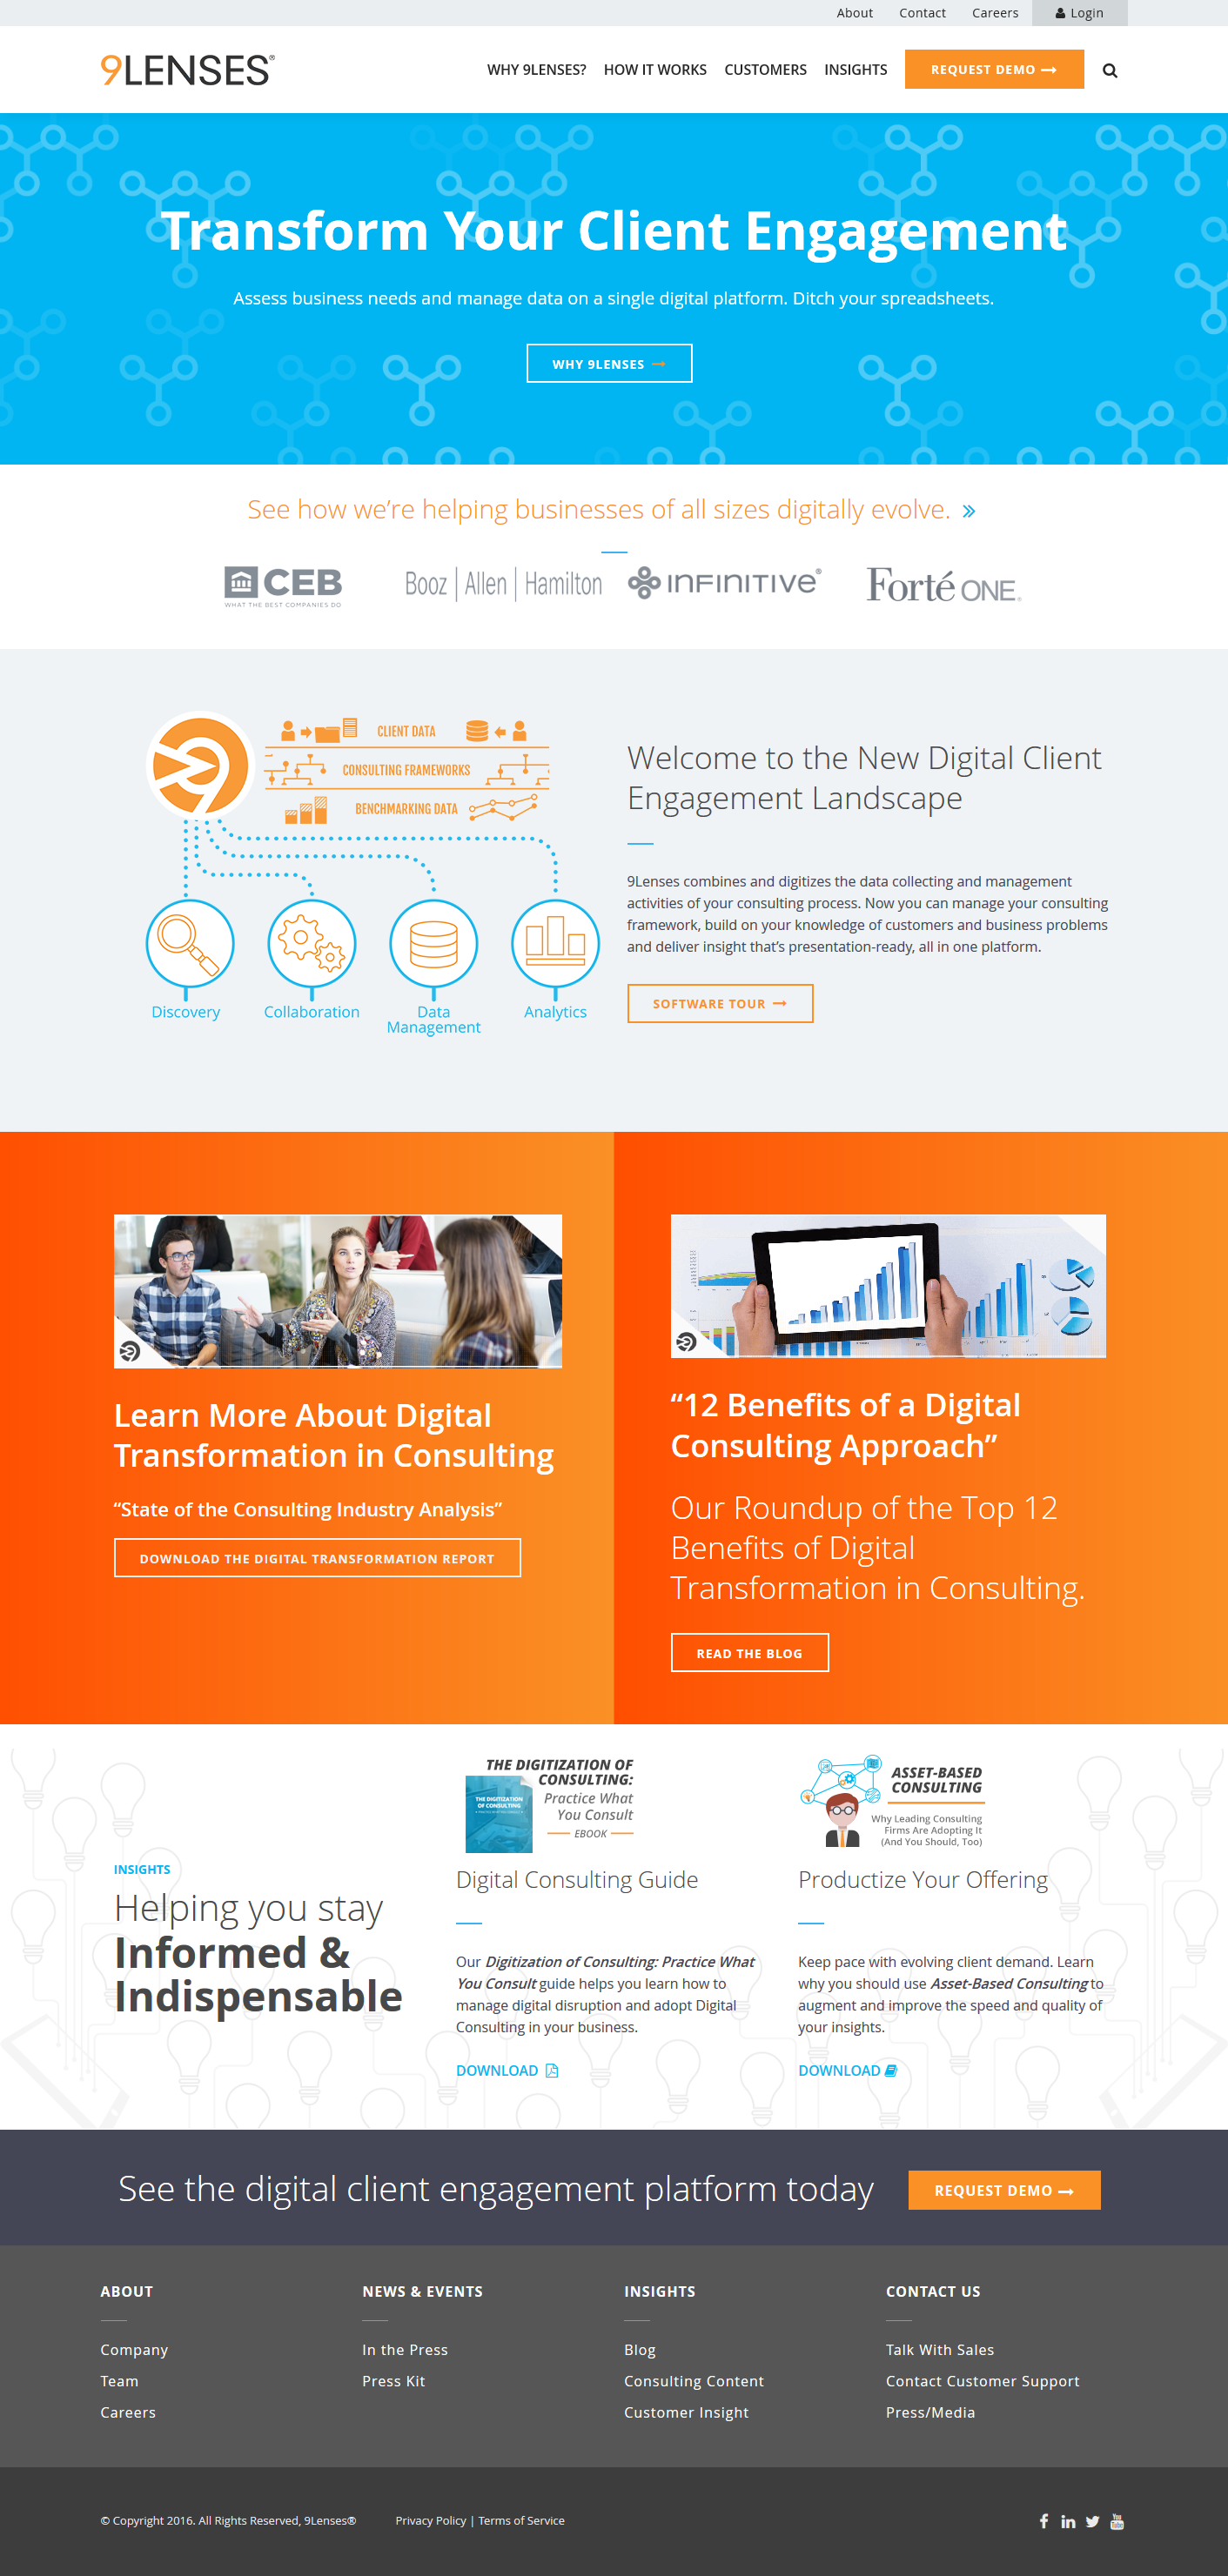 About Contact Careers Login
9LENSES®
WHY 9LENSES? HOW IT WORKS CUSTOMERS INSIGHTS REQUEST DEMO
Transform Your Client Engagement
Assess business needs and manage data on a single digital platform. Ditch your spreadsheets.
WHY 9LENSES
See how we’re helping businesses of all sizes digitally evolve. »
CEB
WHAT THE BEST COMPANIES DO
Booz | Allen | Hamilton
INFINITIVE®
Forté ONE
CLIENT DATA
CONSULTING FRAMEWORKS
BENCHMARKING DATA
Discovery
Collaboration
Data
Management
Analytics
Welcome to the New Digital Client
Engagement Landscape
9Lenses combines and digitizes the data collecting and management
activities of your consulting process. Now you can manage your consulting
framework, build on your knowledge of customers and business problems
and deliver insight that’s presentation-ready, all in one platform.
SOFTWARE TOUR
Learn More About Digital
Transformation in Consulting
“State of the Consulting Industry Analysis”
DOWNLOAD THE DIGITAL TRANSFORMATION REPORT
“12 Benefits of a Digital
Consulting Approach”
Our Roundup of the Top 12
Benefits of Digital
Transformation in Consulting.
READ THE BLOG
INSIGHTS
Helping you stay
Informed &
Indispensable
THE DIGITIZATION OF
CONSULTING:
Practice What
You Consult
EBOOK
THE DIGITIZATION
OF CONSULTING
Digital Consulting Guide
Our Digitization of Consulting: Practice What
You Consult guide helps you learn how to
manage digital disruption and adopt Digital
Consulting in your business.
DOWNLOAD
ASSET-BASED
CONSULTING
Why Leading Consulting
Firms Are Adopting It
(And You Should, Too)
Productize Your Offering
Keep pace with evolving client demand. Learn
why you should use Asset-Based Consulting to
augment and improve the speed and quality of
your insights.
DOWNLOAD
See the digital client engagement platform today
REQUEST DEMO
ABOUT
Company
Team
Careers
NEWS & EVENTS
In the Press
Press Kit
INSIGHTS
Blog
Consulting Content
Customer Insight
CONTACT US
Talk With Sales
Contact Customer Support
Press/Media
© Copyright 2016. All Rights Reserved, 9Lenses® Privacy Policy | Terms of Service
You
Tube